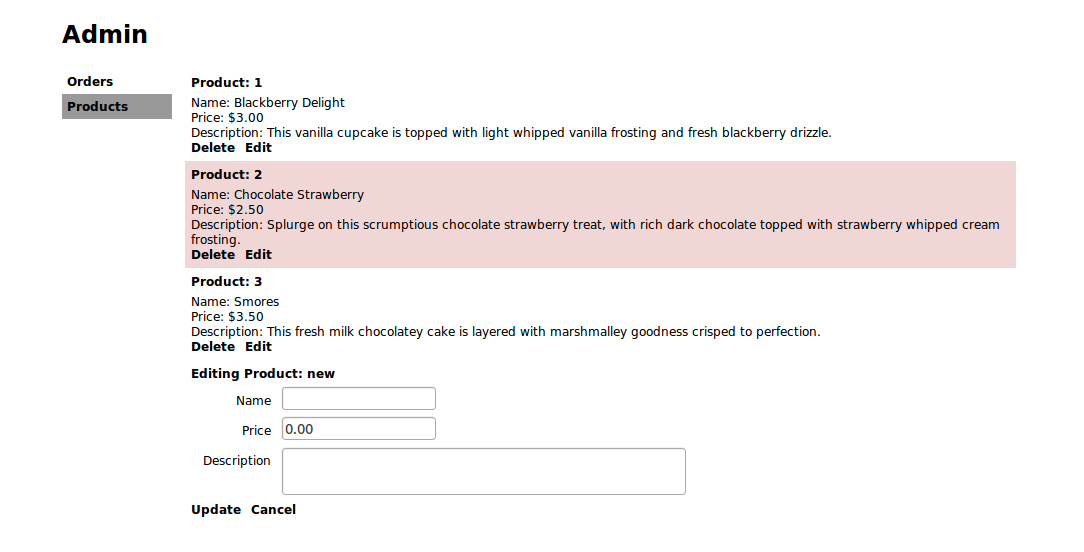 Admin
Orders
Products
Product: 1
Name: Blackberry Delight
Price: $3.00
Description: This vanilla cupcake is topped with light whipped vanilla frosting and fresh blackberry drizzle.
Delete Edit
Product: 2
Name: Chocolate Strawberry
Price: $2.50
Description: Splurge on this scrumptious chocolate strawberry treat, with rich dark chocolate topped with strawberry whipped cream
frosting.
Delete Edit
Product: 3
Name: Smores
Price: $3.50
Description: This fresh milk chocolatey cake is layered with marshmalley goodness crisped to perfection.
Delete Edit
Editing Product: new
Name
Price 0.00
Description
Update Cancel